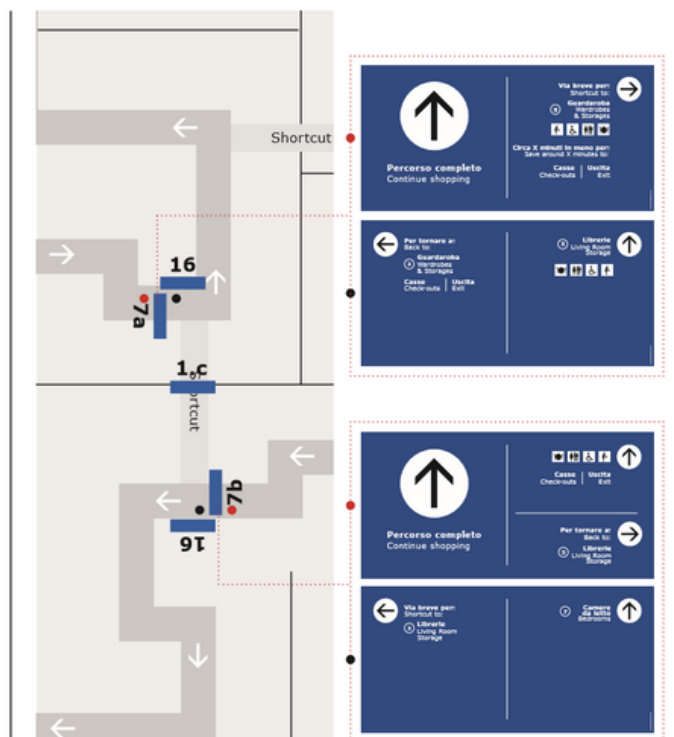 Shortcut
16
7a
1.c
Shortcut
7b
16
Percorso completo
Continue shopping
Via breve per:
Shortcut to:
Guardaroba
Wardrobes
& Storages
Circa X minuti in meno per:
Save around X minutes to:
Casse | Uscita
Check-outs | Exit
Per tornare a:
Back to:
Guardaroba
Wardrobes
& Storages
Casse | Uscita
Check-outs | Exit
Librerie
Living Room
Storage
Percorso completo
Continue shopping
Casse | Uscita
Check-outs | Exit
Per tornare a:
Back to:
Librerie
Living Room
Storage
Via breve per:
Shortcut to:
Librerie
Living Room
Storage
Camere
da letto
Bedrooms